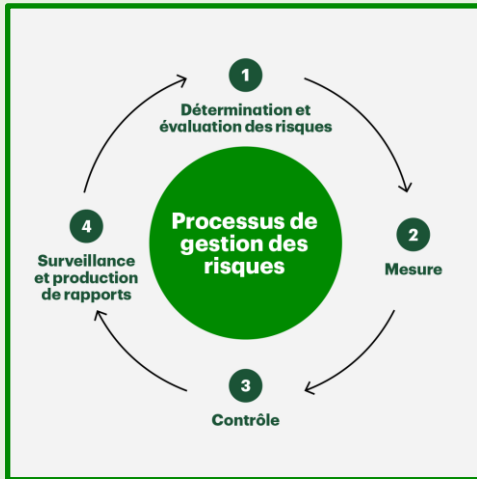 1
Détermination et
évaluation des risques
Processus de
gestion des
risques
2
Mesure
3
Contrôle
4
Surveillance
et production
de rapports